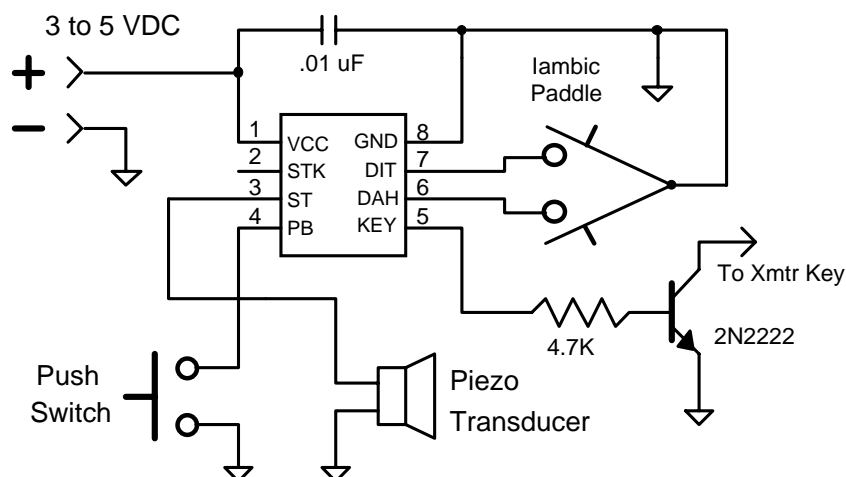 3 to 5 VDC
.01 uF
Iambic
Paddle
1 VCC GND 8
2 STK DIT 7
3 ST DAH 6
4 PB KEY 5
To Xmtr Key
4.7K
2N2222
Push
Switch
Piezo
Transducer